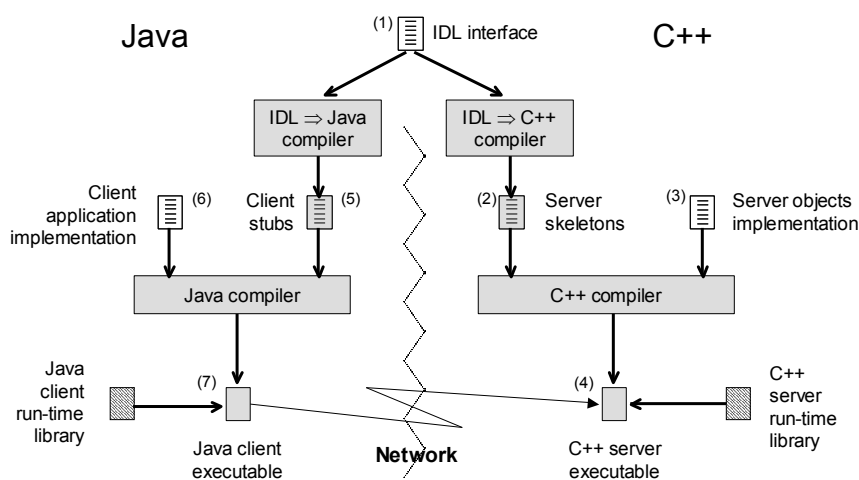 Java
(1)
IDL interface
C++
IDL ⇒ Java
compiler
IDL ⇒ C++
compiler
Client
application
implementation
(6)
Client
stubs
(5)
(2)
Server
skeletons
(3)
Server objects
implementation
Java compiler
C++ compiler
Java
client
run-time
library
(7)
Java client
executable
Network
(4)
C++ server
executable
C++
server
run-time
library